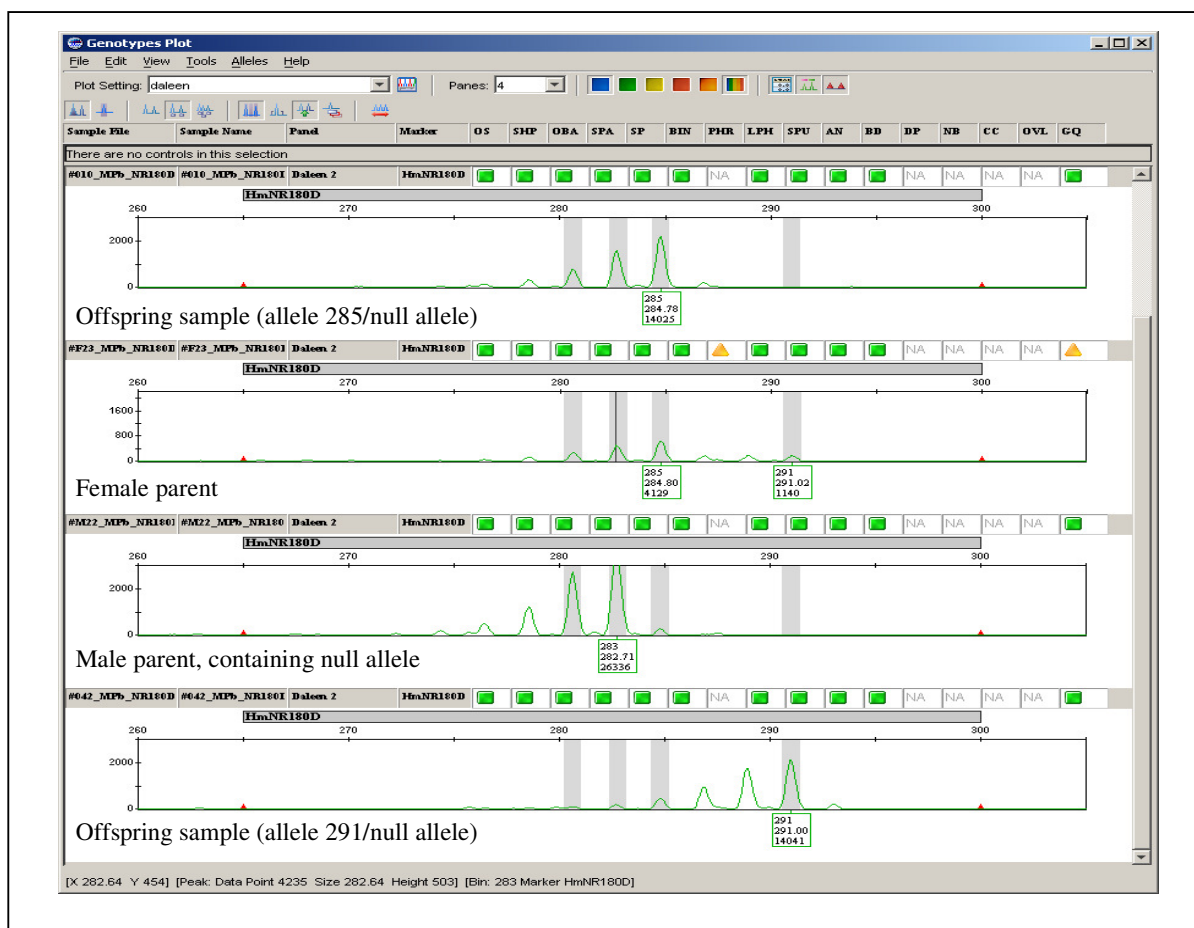 Genotypes Plot
File Edit View Tools Alleles Help
Plot Setting: daleen Panes: 4
Sample File Sample Name Panel Marker OS SHP OBA SPA SP BIN PHR LPH SPU AN BD DP NB CC OVL GQ
There are no controls in this selection
#010_MPb_NR180D #010_MPb_NR180I Daleen 2 HmNR180D NA NA NA NA NA
HmNR180D
260 270 280 290 300
2000
0
285
284.78
14025
Offspring sample (allele 285/null allele)
#F23_MPb_NR180D #F23_MPb_NR180I Daleen 2 HmNR180D NA NA NA NA
HmNR180D
260 270 280 290 300
1600
800
0
285 291
284.80 291.02
4129 1140
Female parent
#M22_MPb_NR180I #M22_MPb_NR180 Daleen 2 HmNR180D NA NA NA NA NA
HmNR180D
260 270 280 290 300
2000
0
283
282.71
26336
Male parent, containing null allele
#042_MPb_NR180D #042_MPb_NR180I Daleen 2 HmNR180D NA NA NA NA NA
HmNR180D
260 270 280 290 300
2000
0
291
291.00
14041
Offspring sample (allele 291/null allele)
[X 282.64 Y 454] [Peak: Data Point 4235 Size 282.64 Height 503] [Bin: 283 Marker HmNR180D]